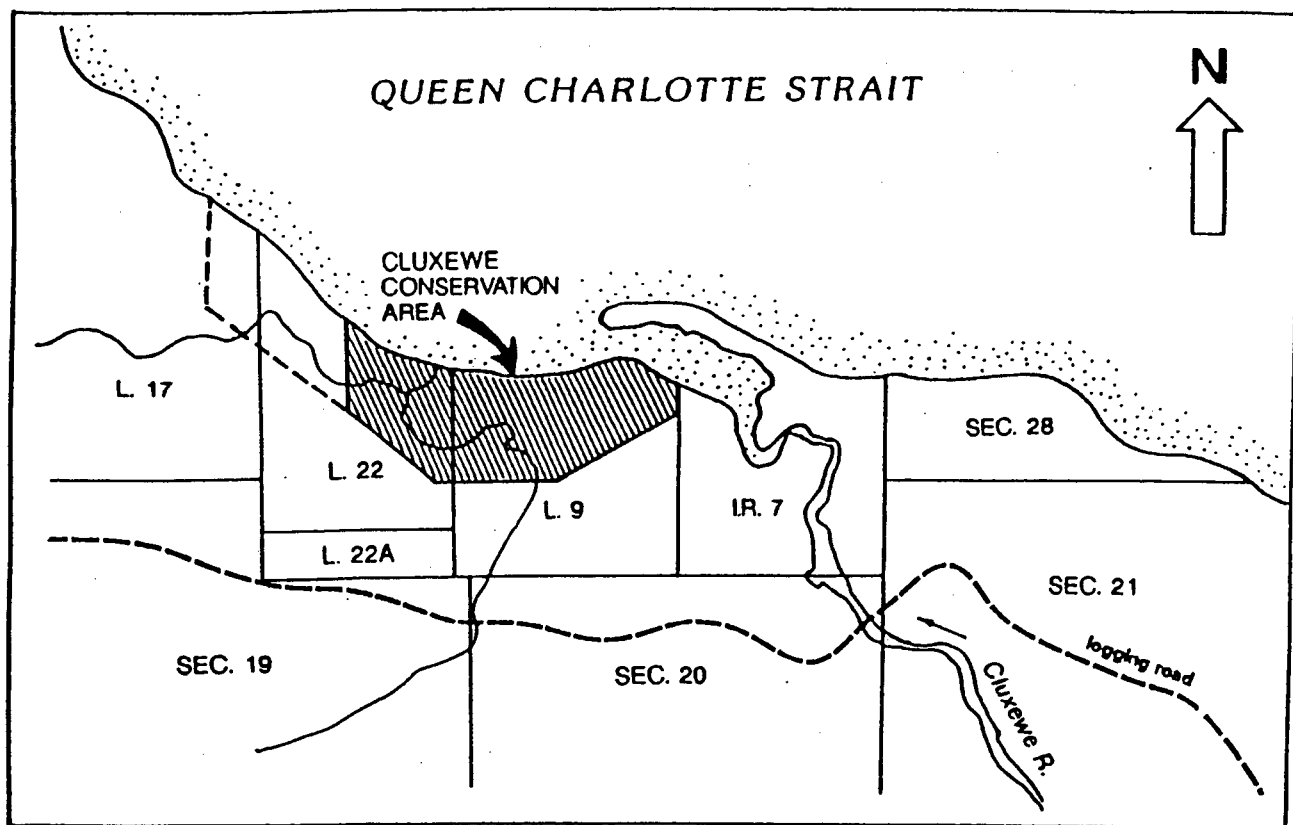 QUEEN CHARLOTTE STRAIT
N
CLUXEWE
CONSERVATION
AREA
L. 17
SEC. 28
L. 22
L. 9
I.R. 7
L. 22A
SEC. 21
SEC. 19
SEC. 20
logging road
Cluxewe R.